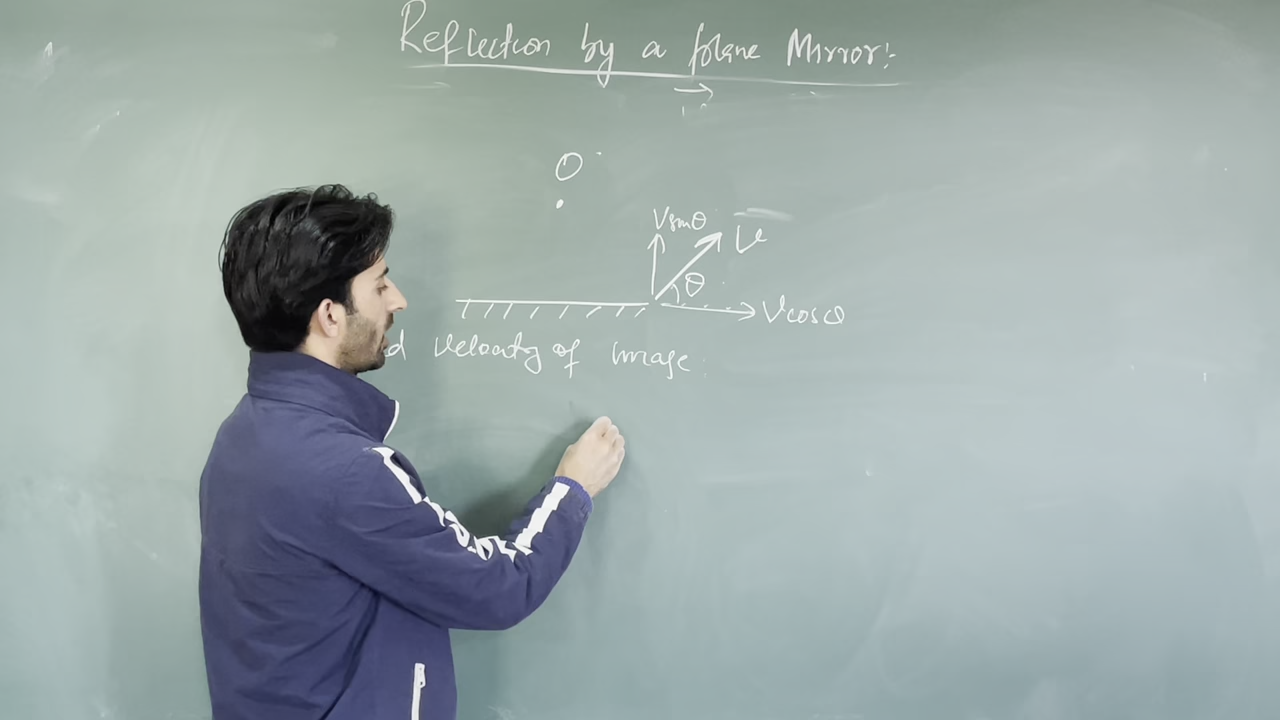 Reflection by a plane Mirror:-
O
Vsinθ
V
θ
Vcosθ
d velocity of image.